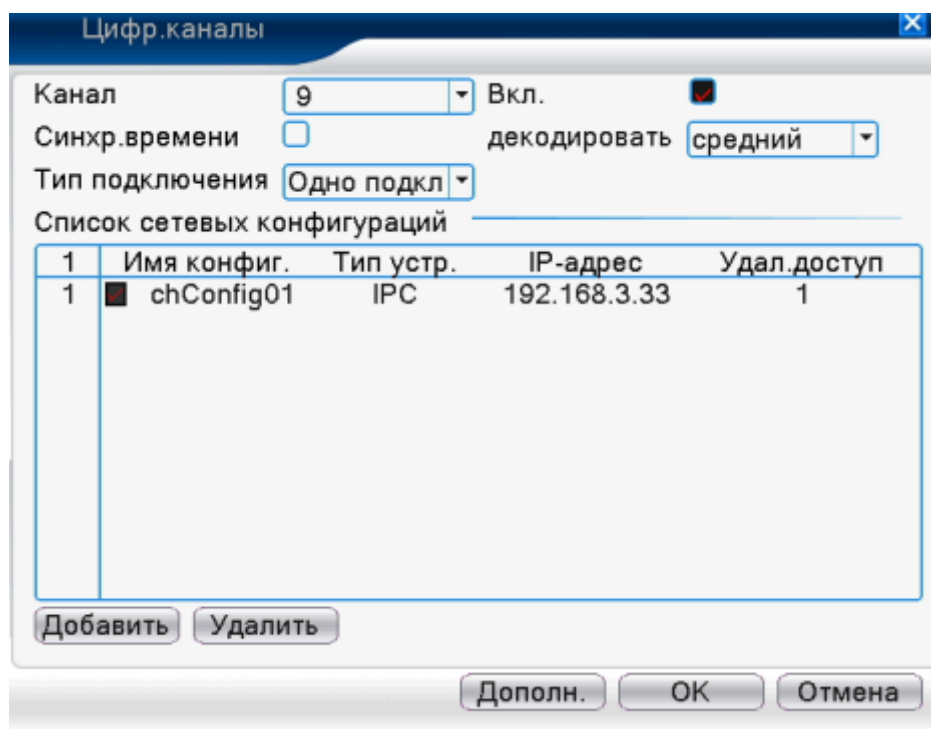 Цифр.каналы
Канал 9 Вкл.
Синхр.времени декодировать средний
Тип подключения Одно подкл
Список сетевых конфигураций
1 Имя конфиг. Тип устр. IP-адрес Удал.доступ
1 chConfig01 IPC 192.168.3.33 1
Добавить Удалить
Дополн. OK Отмена